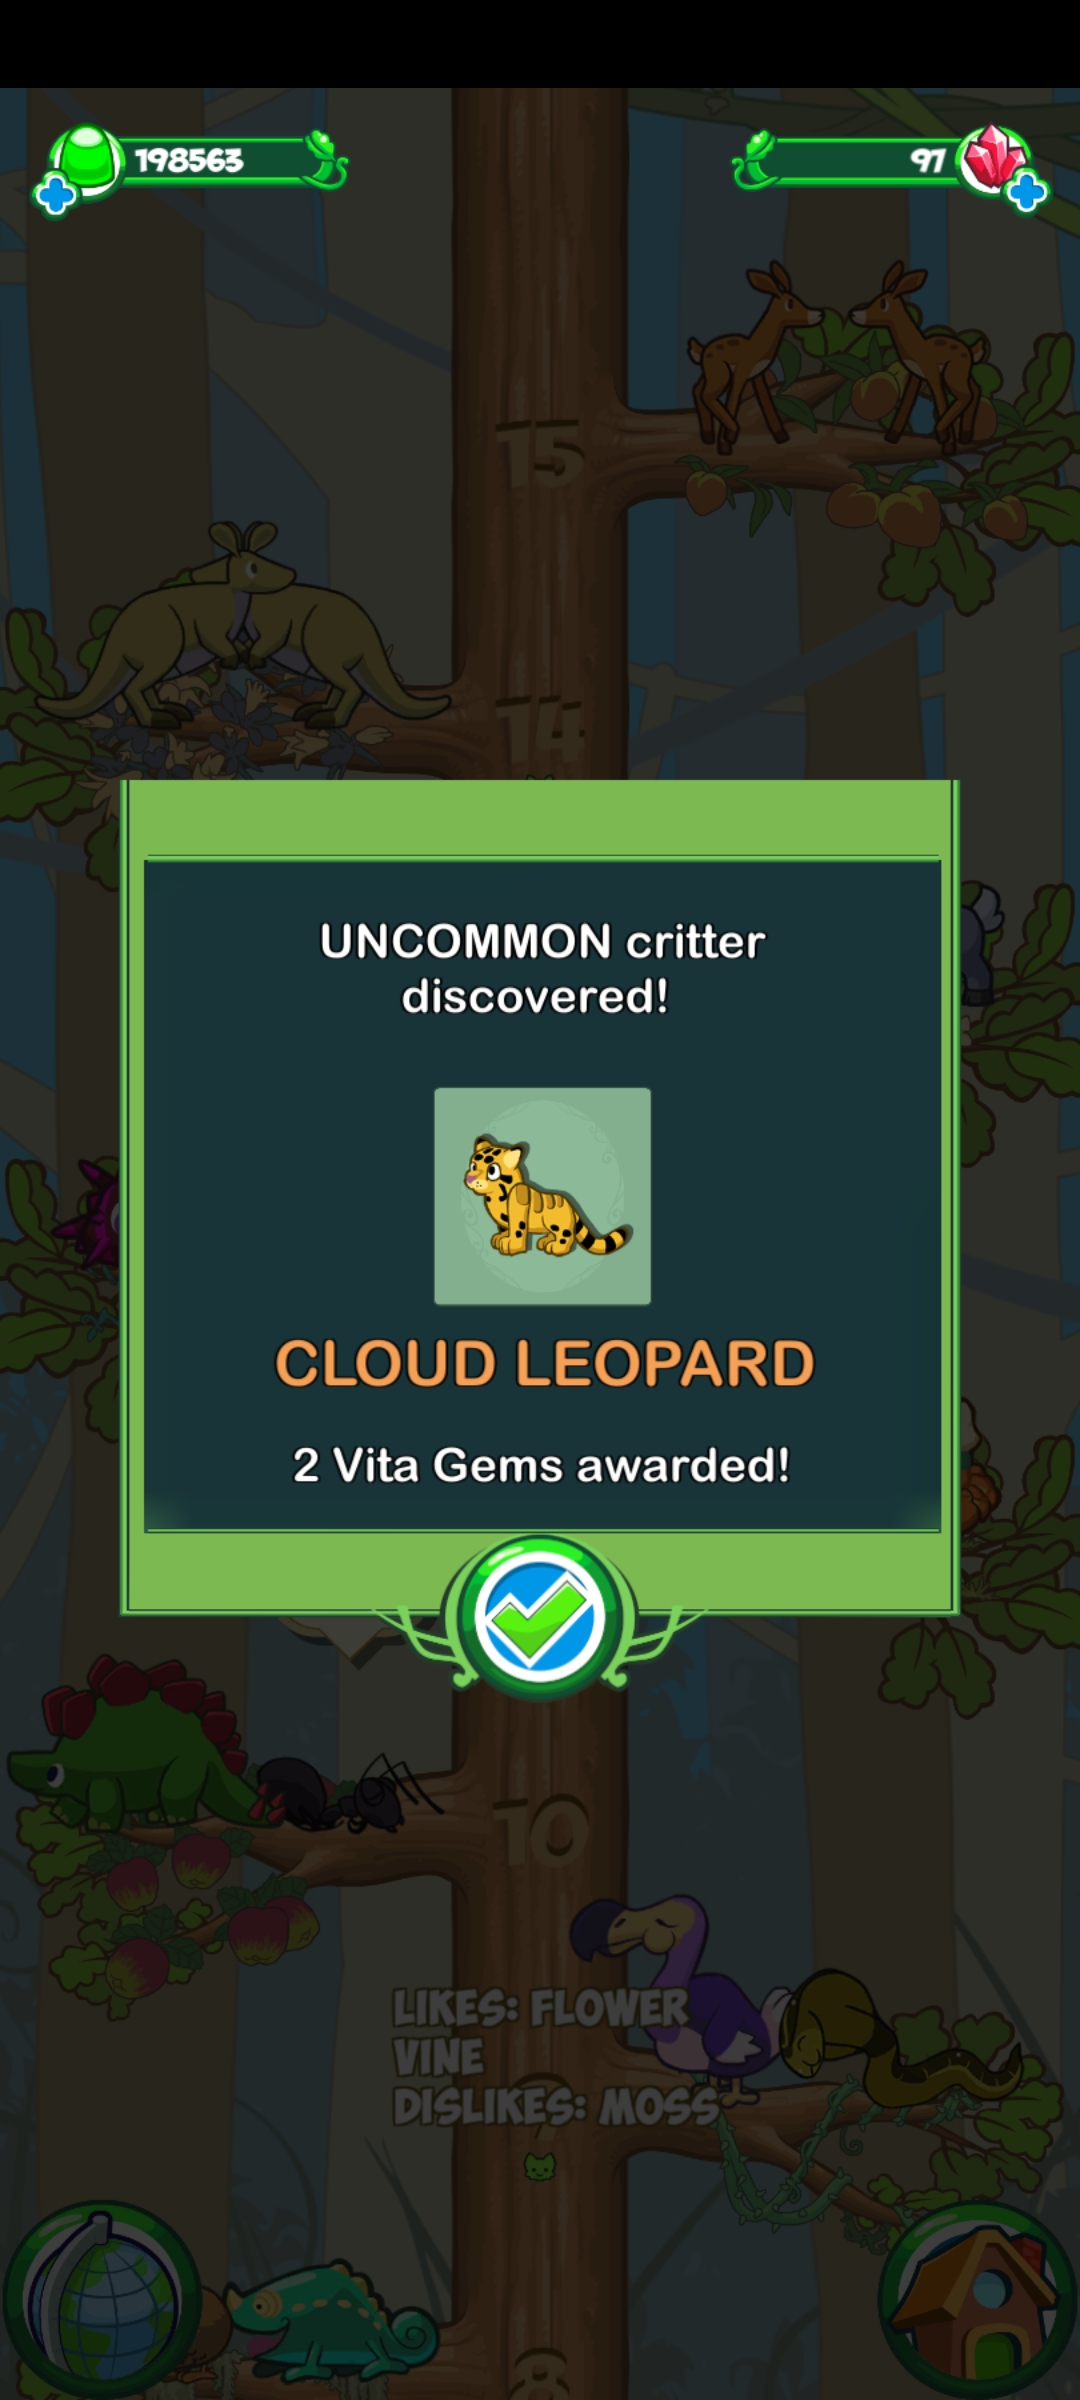 198563
97
15
14
UNCOMMON critter
discovered!
CLOUD LEOPARD
2 Vita Gems awarded!
10
LIKES: FLOWER
VINE
DISLIKES: MOSS
8